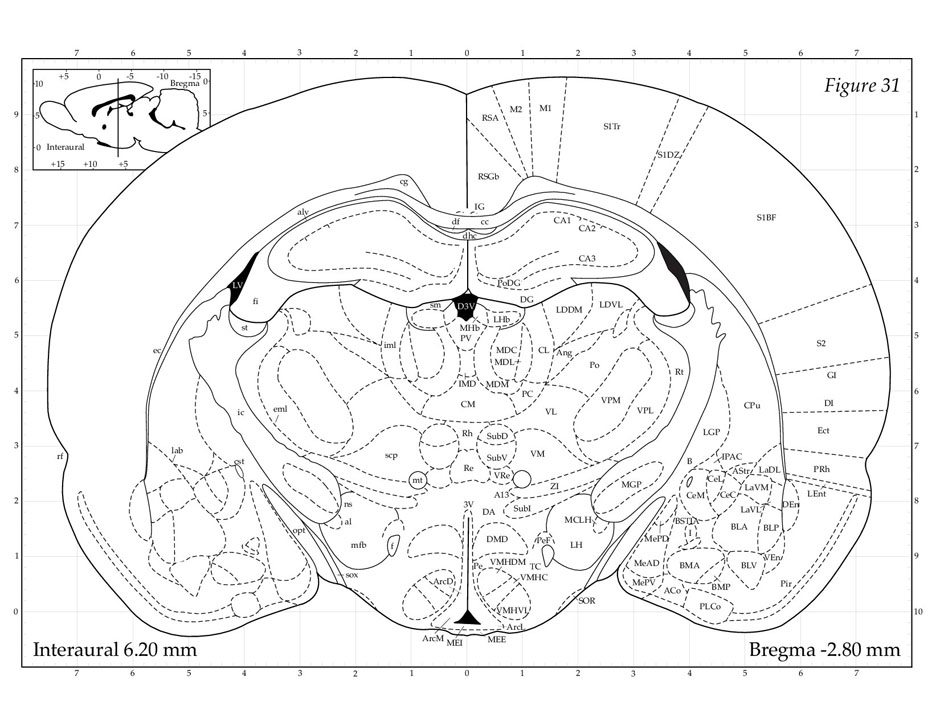 7 6 5 4 3 2 1 0 1 2 3 4 5 6 7
+5 0 -5 -10 -15
Bregma 0
10
5
5
0 Interaural
+15 +10 +5
Figure 31
9 1
8 2
7 3
6 4
5 5
4 6
3 7
2 8
1 9
0 10
RSA M2 M1
S1Tr
S1DZ
RSGb
cg
IG
alv
df cc
CA1
CA2
S1BF
dhc
CA3
LV
PoDG
fi
sm D3V
DG
LDDM LDVL
LHb
st
MHb
PV
iml
ec
MDC
MDL+
CL Ang
S2
Po
Rt
GI
IMD MDM
PC
ic eml
CM
VL
VPM
VPL
CPu
DI
Ect
LGP
Rh
SubD
lab
scp
SubV
VM
rf
B
IPAC
ost
Re
AStr
LaDL
PRh
mt
VRe
ZI
MGP
CeL
CeM CeC
LaVM
LEnt
A13
ns
3V
SubI
LaVL
DEn
al
DA
MCLH
BSTIA
BLA BLP
opt
DMD
PeF
MePD
mfb f
LH
VEn
sox
Pe
VMHDM
TC
MeAD
BMA
BLV
VMHC
ArcD
MePV
BMP
Pir
ACo
VMHVL
SOR
PLCo
ArcL
ArcM MEI MEE
Interaural 6.20 mm
Bregma -2.80 mm
7 6 5 4 3 2 1 0 1 2 3 4 5 6 7